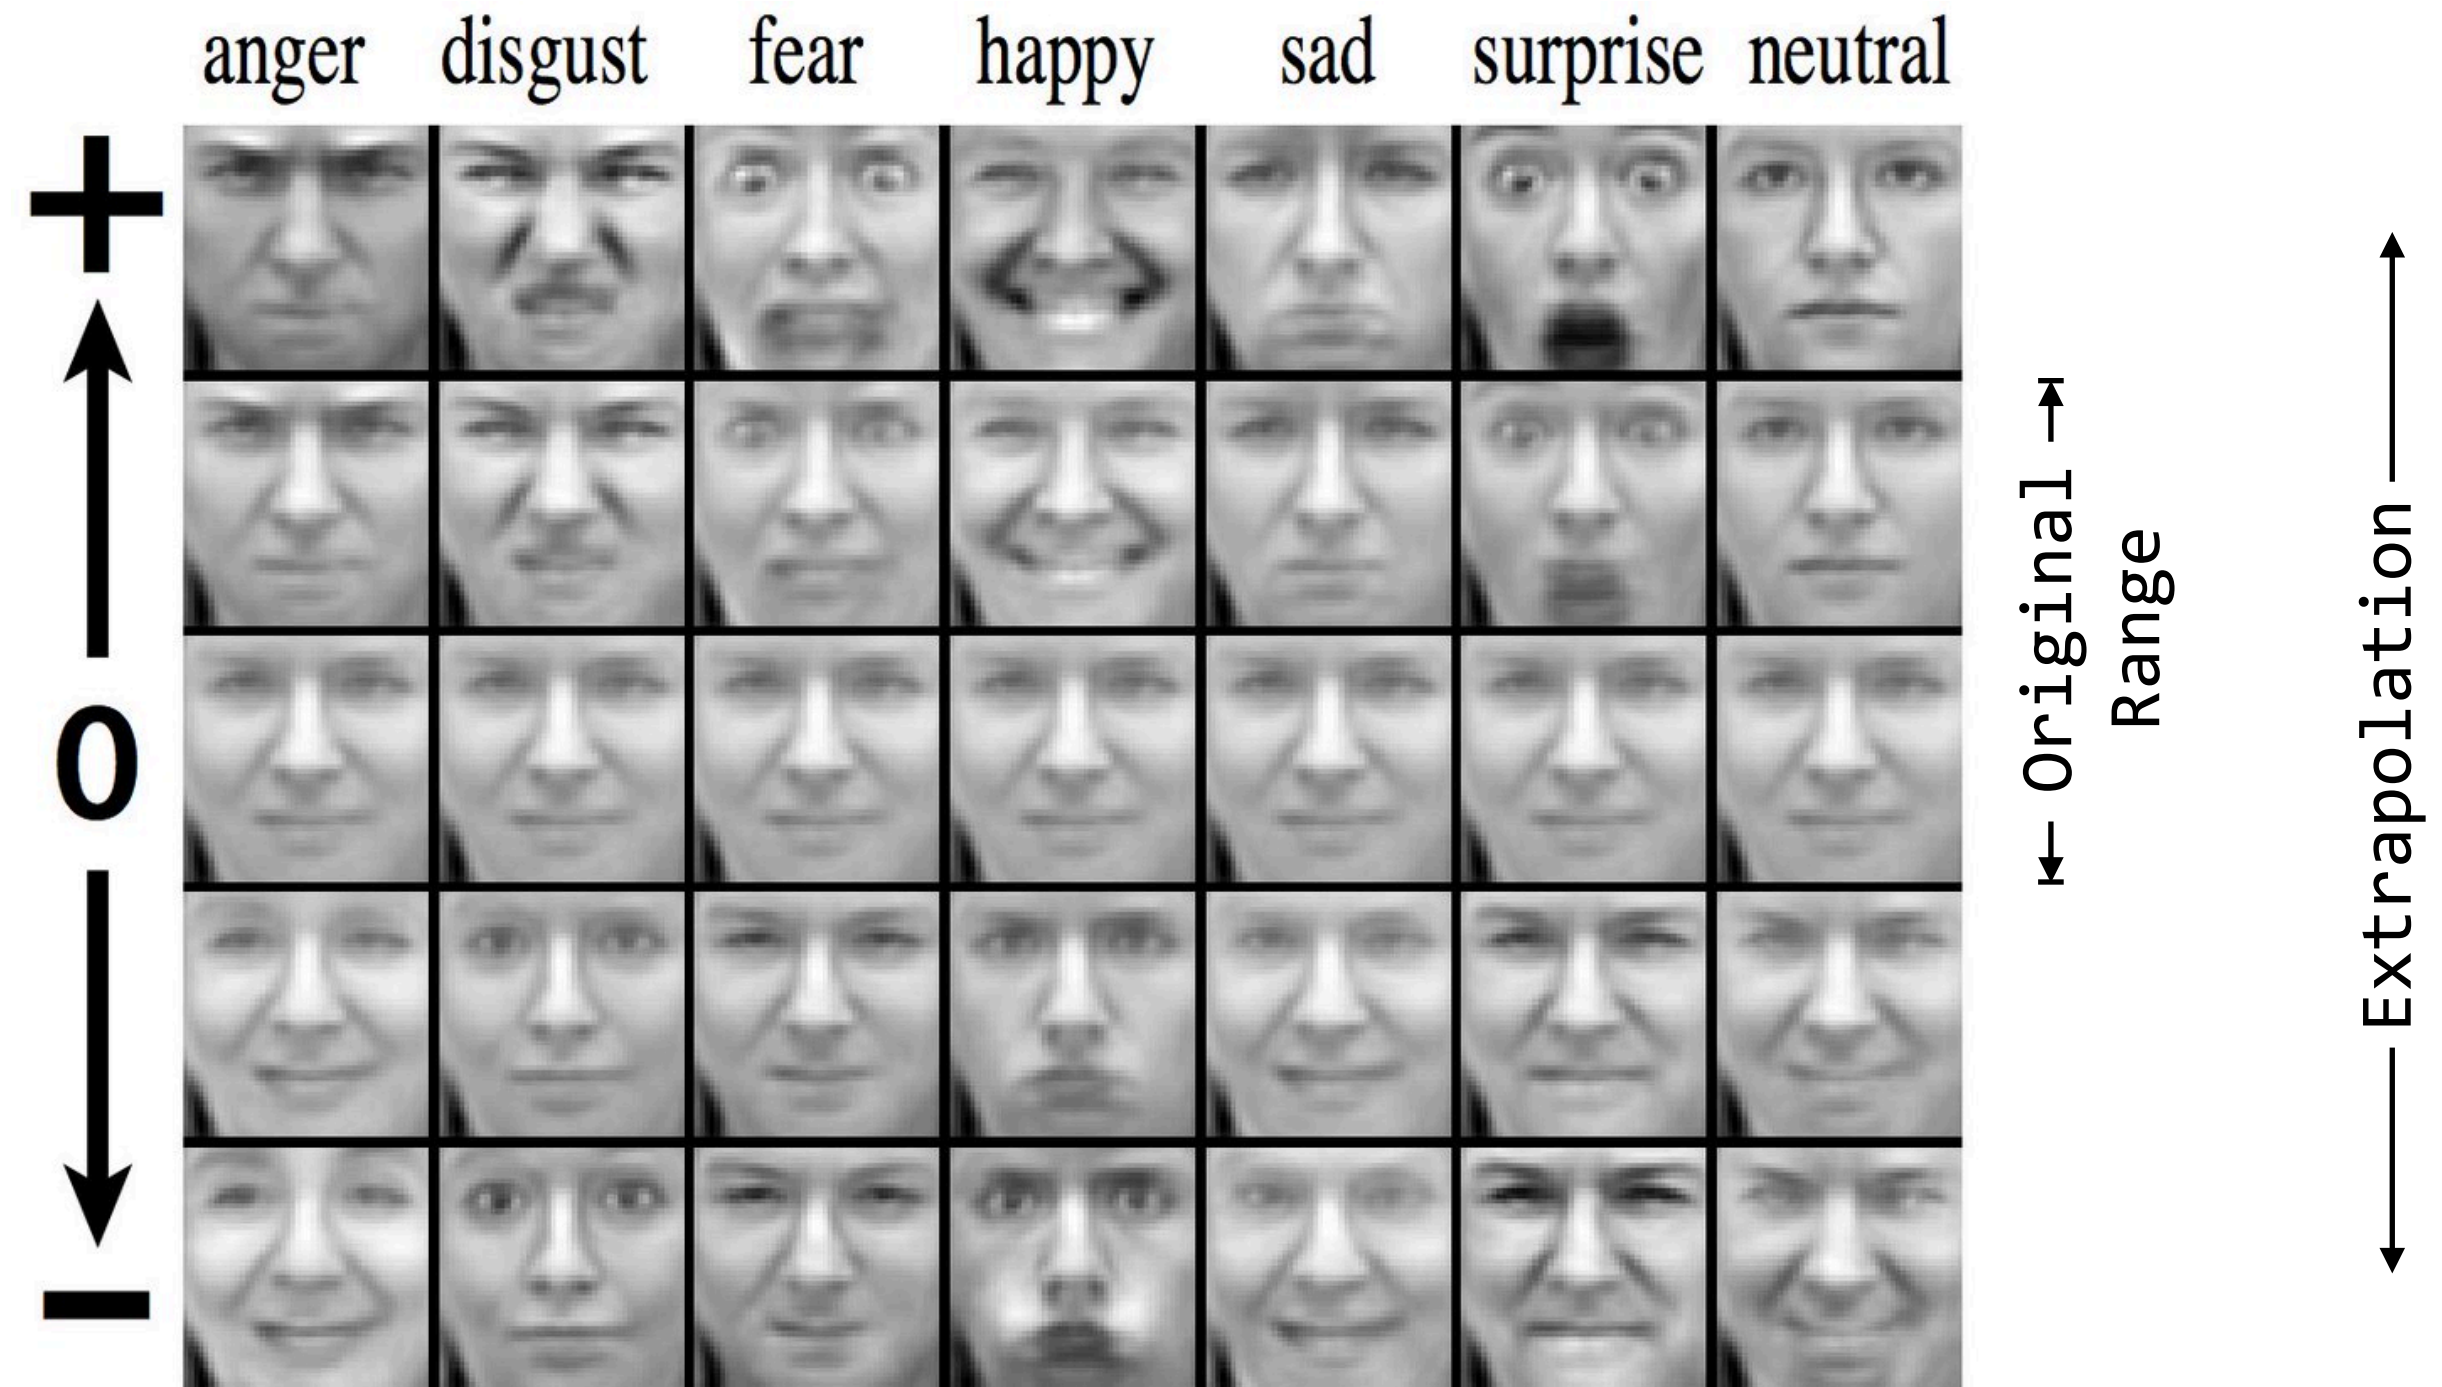 anger disgust fear happy sad surprise neutral
+
0
−
Original
Range
Extrapolation